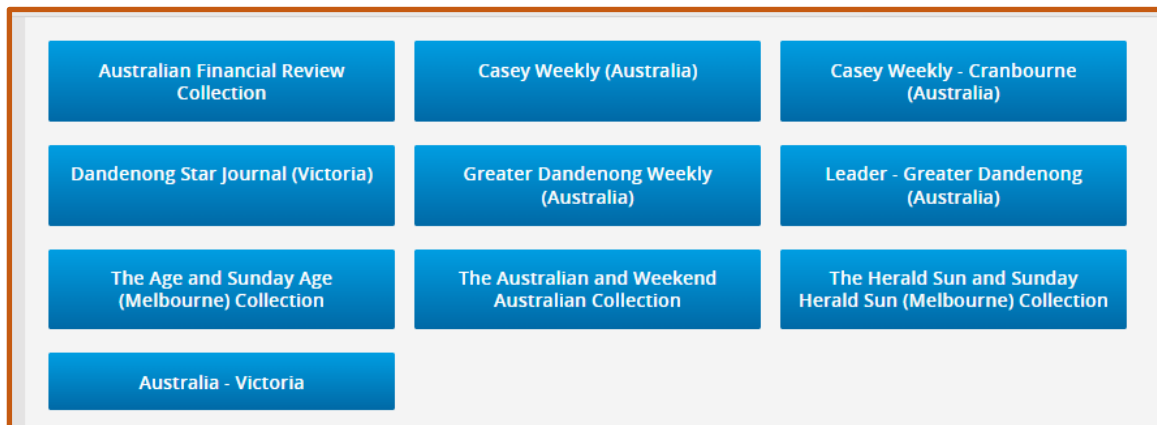 Australian Financial Review
Collection
Casey Weekly (Australia)
Casey Weekly - Cranbourne
(Australia)
Dandenong Star Journal (Victoria)
Greater Dandenong Weekly
(Australia)
Leader - Greater Dandenong
(Australia)
The Age and Sunday Age
(Melbourne) Collection
The Australian and Weekend
Australian Collection
The Herald Sun and Sunday
Herald Sun (Melbourne) Collection
Australia - Victoria